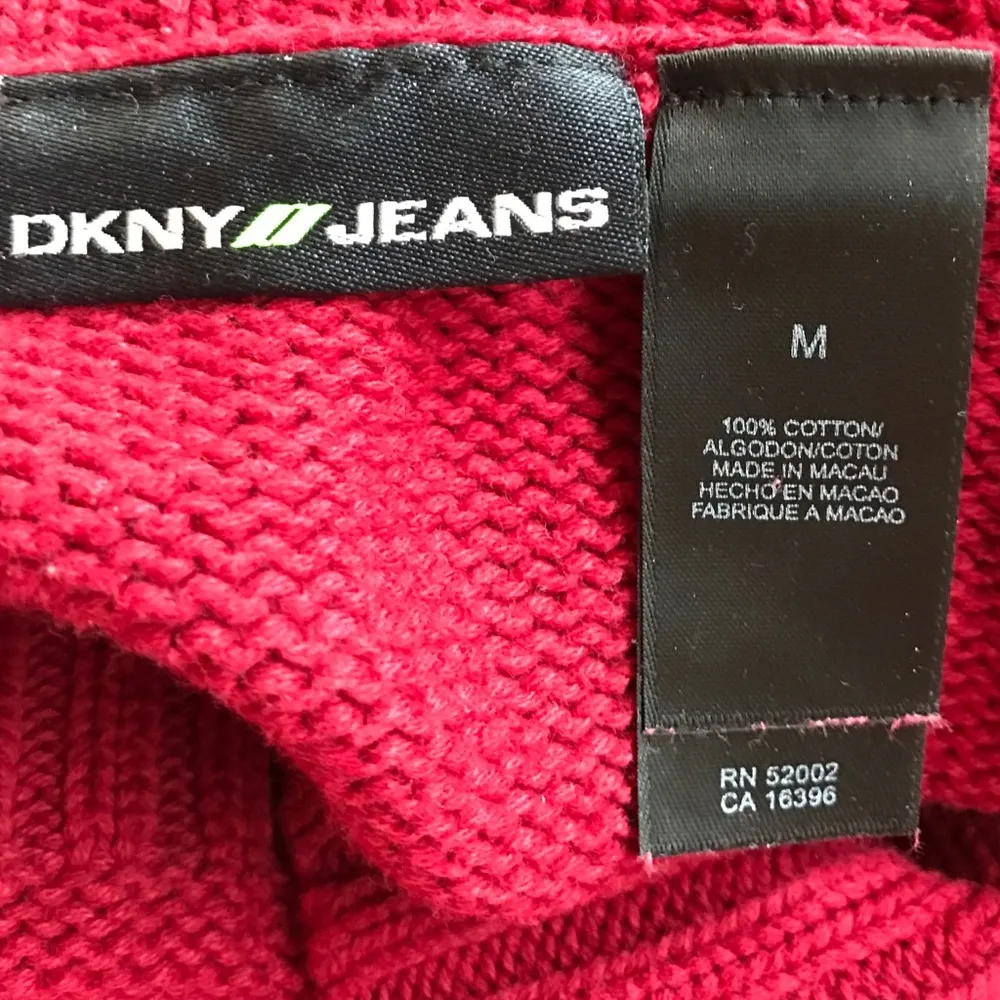 DKNY///JEANS
M
100% COTTON/
ALGODON/COTON
MADE IN MACAU
HECHO EN MACAO
FABRIQUE A MACAO
RN 52002
CA 16396